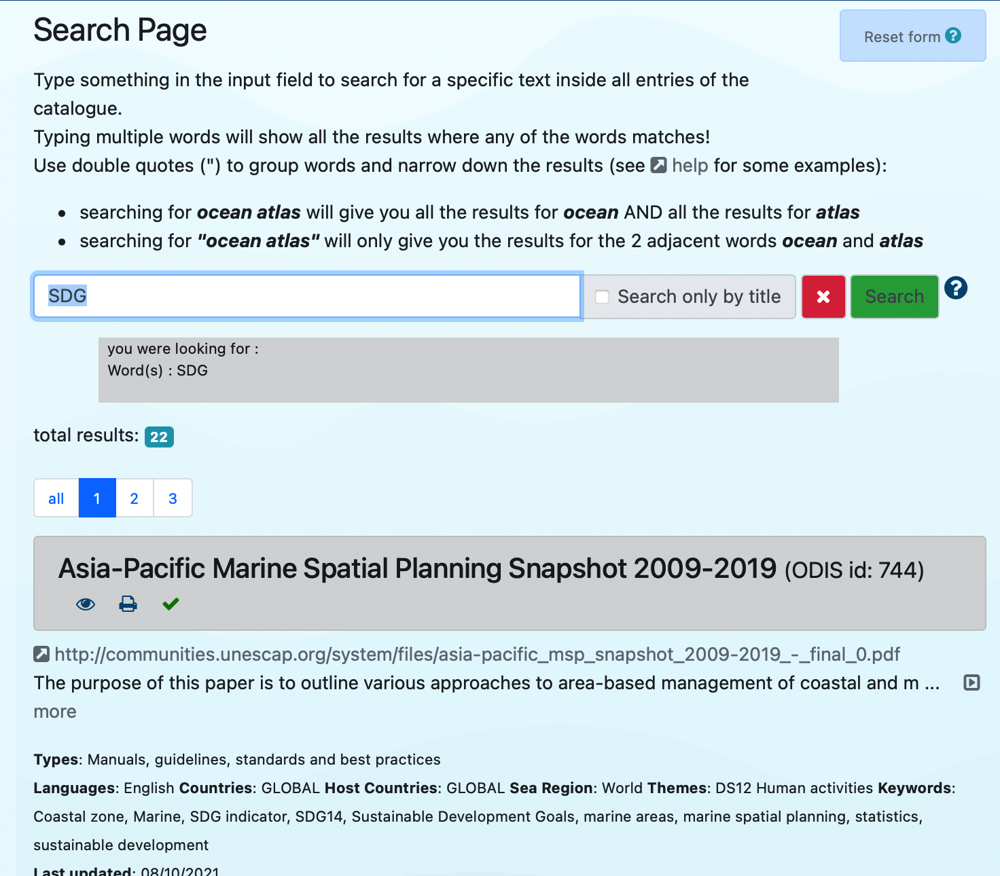 Search Page
Reset form
Type something in the input field to search for a specific text inside all entries of the
catalogue.
Typing multiple words will show all the results where any of the words matches!
Use double quotes (") to group words and narrow down the results (see help for some examples):
• searching for ocean atlas will give you all the results for ocean AND all the results for atlas
• searching for "ocean atlas" will only give you the results for the 2 adjacent words ocean and atlas
SDG Search only by title Search
you were looking for :
Word(s) : SDG
total results: 22
all 1 2 3
Asia-Pacific Marine Spatial Planning Snapshot 2009-2019 (ODIS id: 744)
http://communities.unescap.org/system/files/asia-pacific_msp_snapshot_2009-2019_-_final_0.pdf
The purpose of this paper is to outline various approaches to area-based management of coastal and m ...
more
Types: Manuals, guidelines, standards and best practices
Languages: English Countries: GLOBAL Host Countries: GLOBAL Sea Region: World Themes: DS12 Human activities Keywords:
Coastal zone, Marine, SDG indicator, SDG14, Sustainable Development Goals, marine areas, marine spatial planning, statistics,
sustainable development
Last updated: 08/10/2021